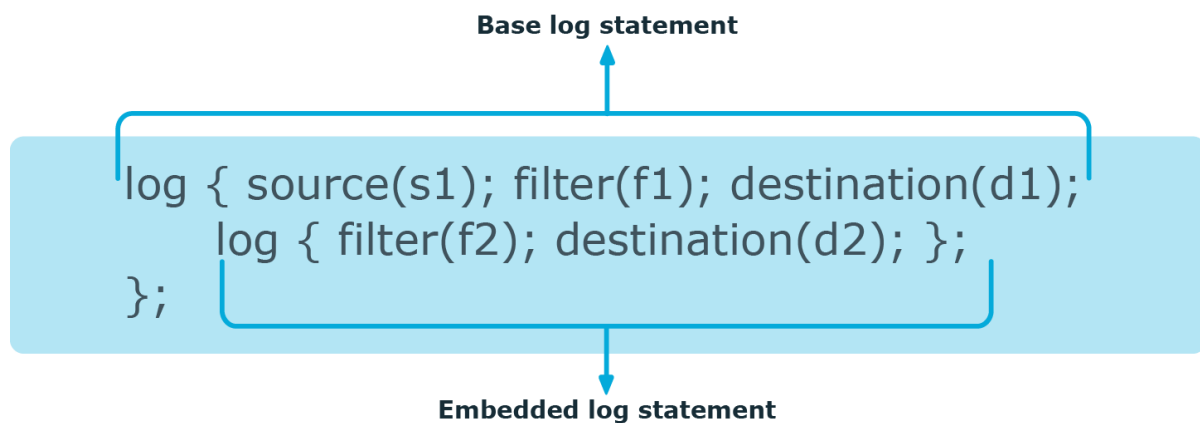 Base log statement
log { source(s1); filter(f1); destination(d1);
log { filter(f2); destination(d2); };
};
Embedded log statement